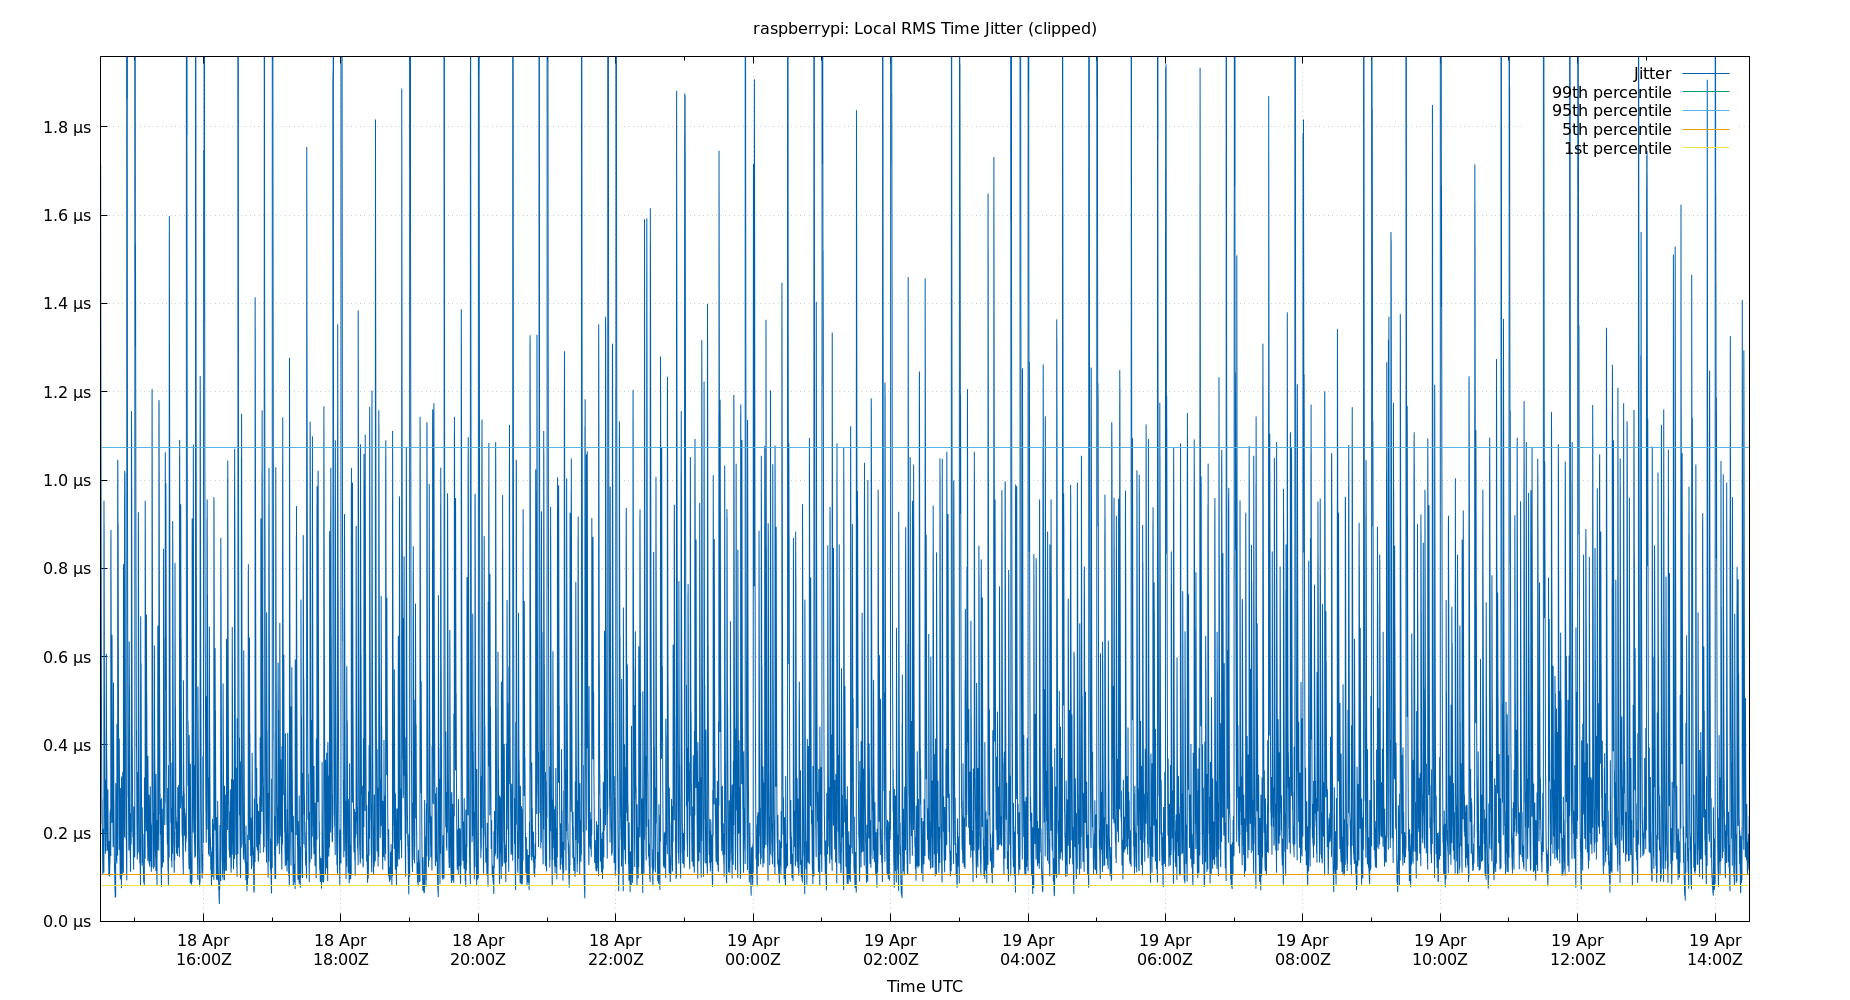 raspberrypi: Local RMS Time Jitter (clipped)
Jitter
99th percentile
95th percentile
5th percentile
1st percentile
1.8 μs
1.6 μs
1.4 μs
1.2 μs
1.0 μs
0.8 μs
0.6 μs
0.4 μs
0.2 μs
0.0 μs
18 Apr 18 Apr 18 Apr 18 Apr 19 Apr 19 Apr 19 Apr 19 Apr 19 Apr 19 Apr 19 Apr 19 Apr
16:00Z 18:00Z 20:00Z 22:00Z 00:00Z 02:00Z 04:00Z 06:00Z 08:00Z 10:00Z 12:00Z 14:00Z
Time UTC